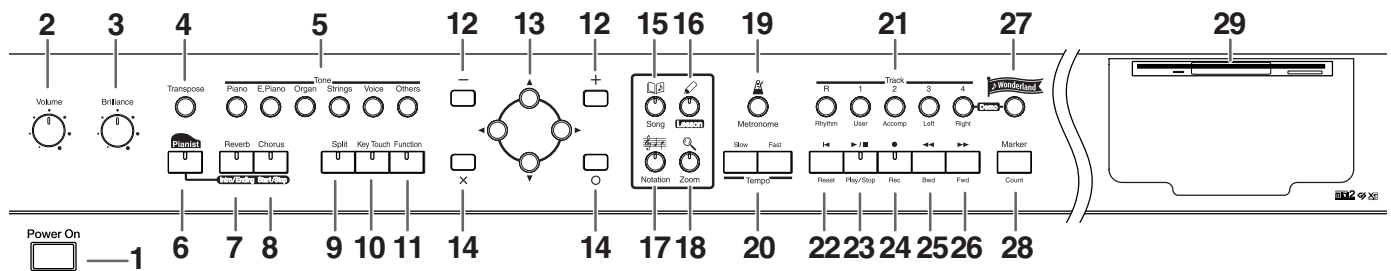 2 3 4 5 12 13 12 15 16 19 21 27 29
Volume Brilliance Transpose
Tone
Piano E.Piano Organ Strings Voice Others
− +
Song Lesson
Metronome
Track
R 1 2 3 4
Rhythm User Accomp Left Right
Demo
Wonderland
Pianist
Reverb Chorus
Intro/Ending Start/Stop
Split Key Touch Function
× ○
Notation Zoom
Slow Fast
Tempo
Reset Play/Stop Rec Bwd Fwd
Marker
Count
6 7 8 9 10 11 14 14 17 18 20 22 23 24 25 26 28
Power On
1